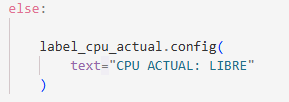 else:
label_cpu_actual.config(
text="CPU ACTUAL: LIBRE"
)